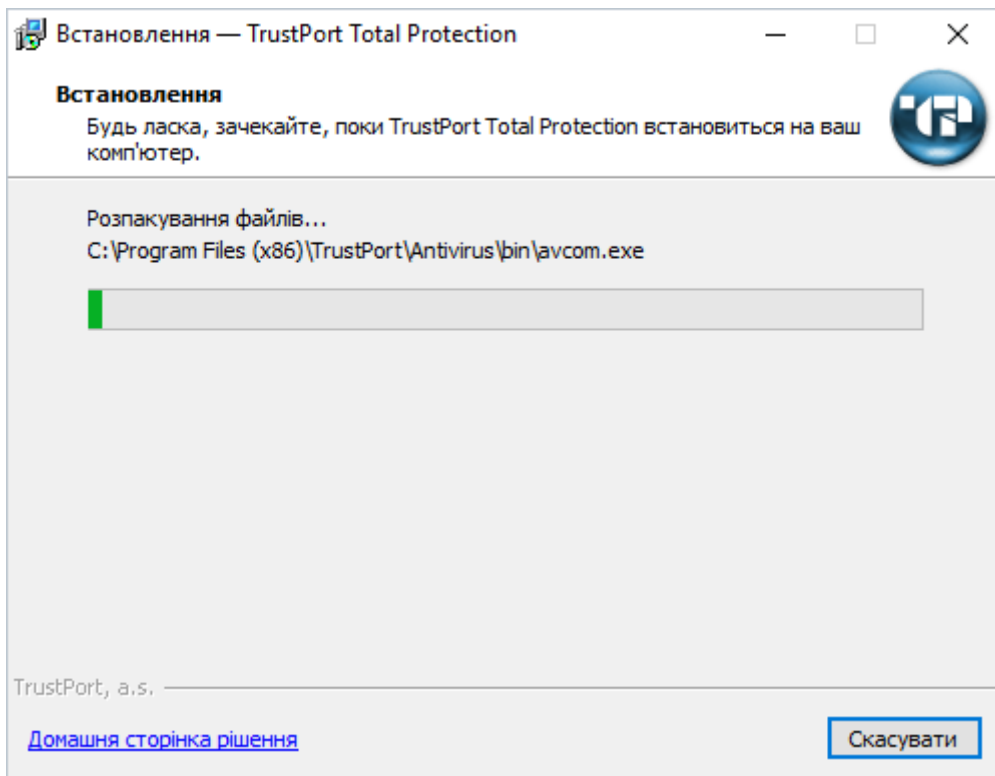 Встановлення — TrustPort Total Protection
Встановлення
Будь ласка, зачекайте, поки TrustPort Total Protection встановиться на ваш
комп'ютер.
Розпакування файлів...
C:\Program Files (x86)\TrustPort\Antivirus\bin\avcom.exe
TrustPort, a.s.
Домашня сторінка рішення
Скасувати